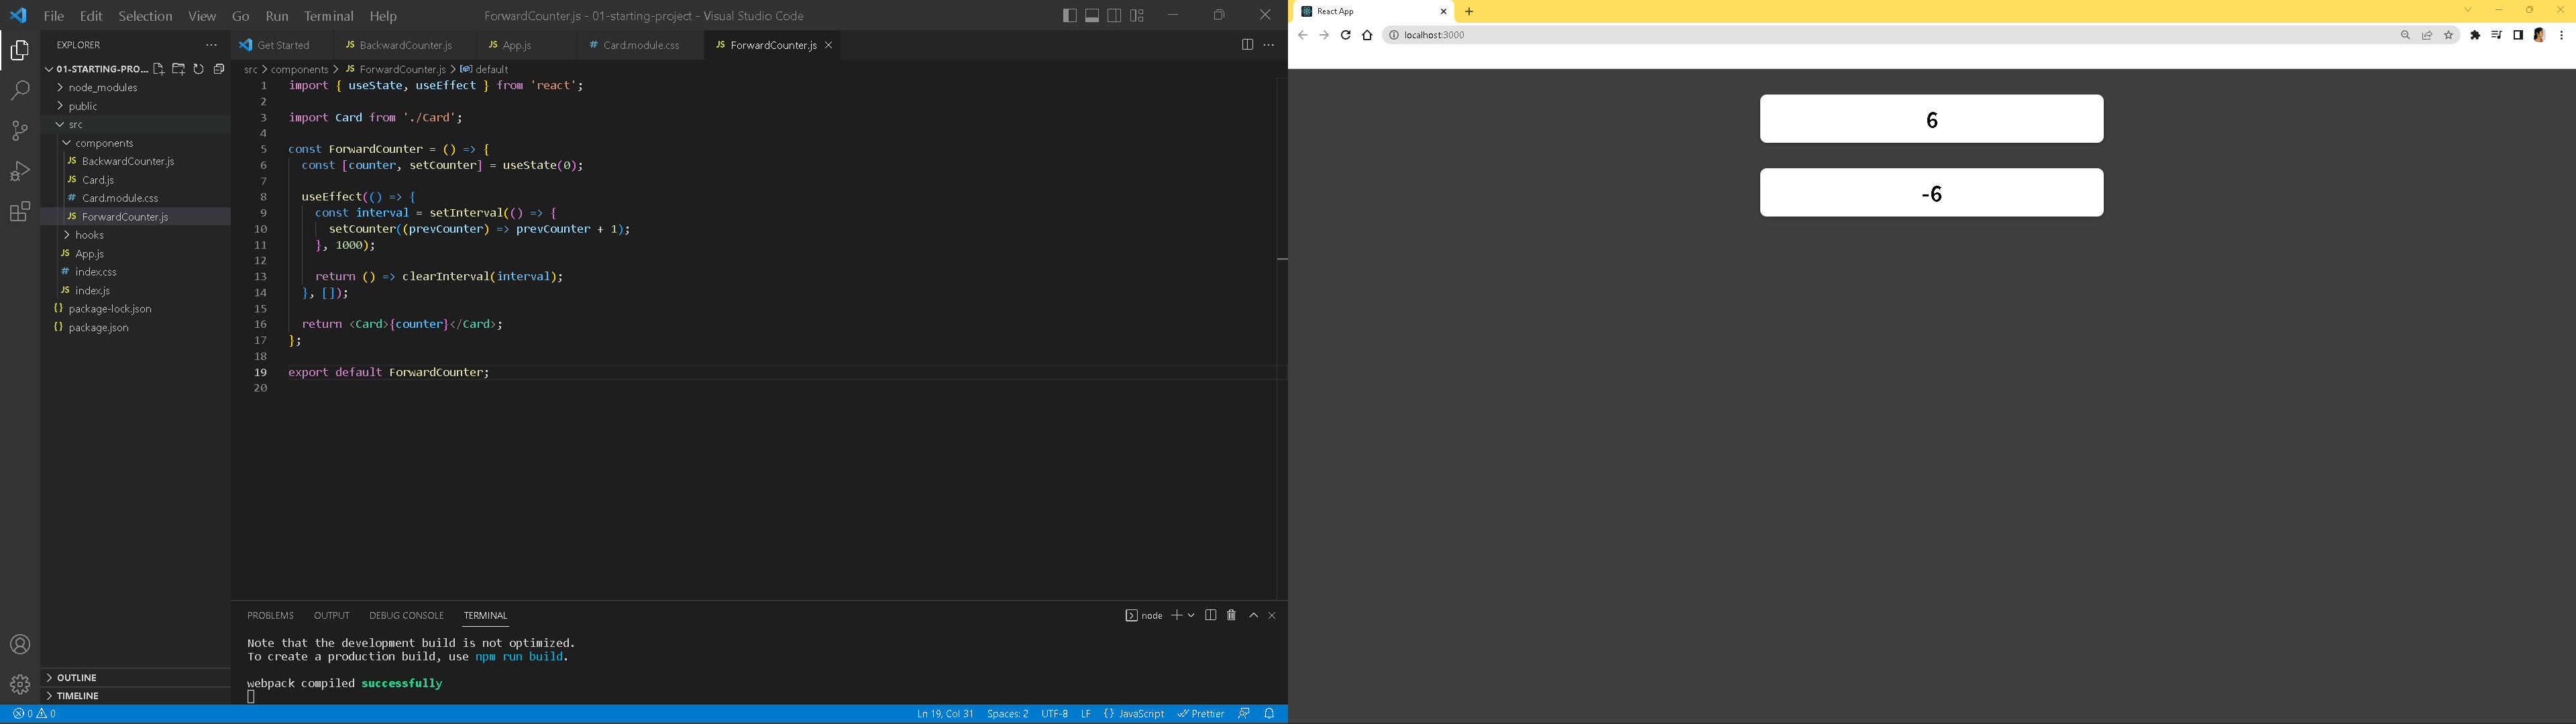 File Edit Selection View Go Run Terminal Help
ForwardCounter.js - 01-starting-project - Visual Studio Code
EXPLORER
01-STARTING-PRO...
node_modules
public
src
components
BackwardCounter.js
Card.js
Card.module.css
ForwardCounter.js
hooks
App.js
index.css
index.js
package-lock.json
package.json
OUTLINE
TIMELINE
Get Started BackwardCounter.js App.js Card.module.css ForwardCounter.js
src > components > ForwardCounter.js > default
1 import { useState, useEffect } from 'react';
2
3 import Card from './Card';
4
5 const ForwardCounter = () => {
6 const [counter, setCounter] = useState(0);
7
8 useEffect(() => {
9 const interval = setInterval(() => {
10 setCounter((prevCounter) => prevCounter + 1);
11 }, 1000);
12
13 return () => clearInterval(interval);
14 }, []);
15
16 return <Card>{counter}</Card>;
17 };
18
19 export default ForwardCounter;
20
PROBLEMS OUTPUT DEBUG CONSOLE TERMINAL
node
Note that the development build is not optimized.
To create a production build, use npm run build.
webpack compiled successfully
0 0
Ln 19, Col 31 Spaces: 2 UTF-8 LF {} JavaScript Prettier
React App
localhost:3000
6
-6